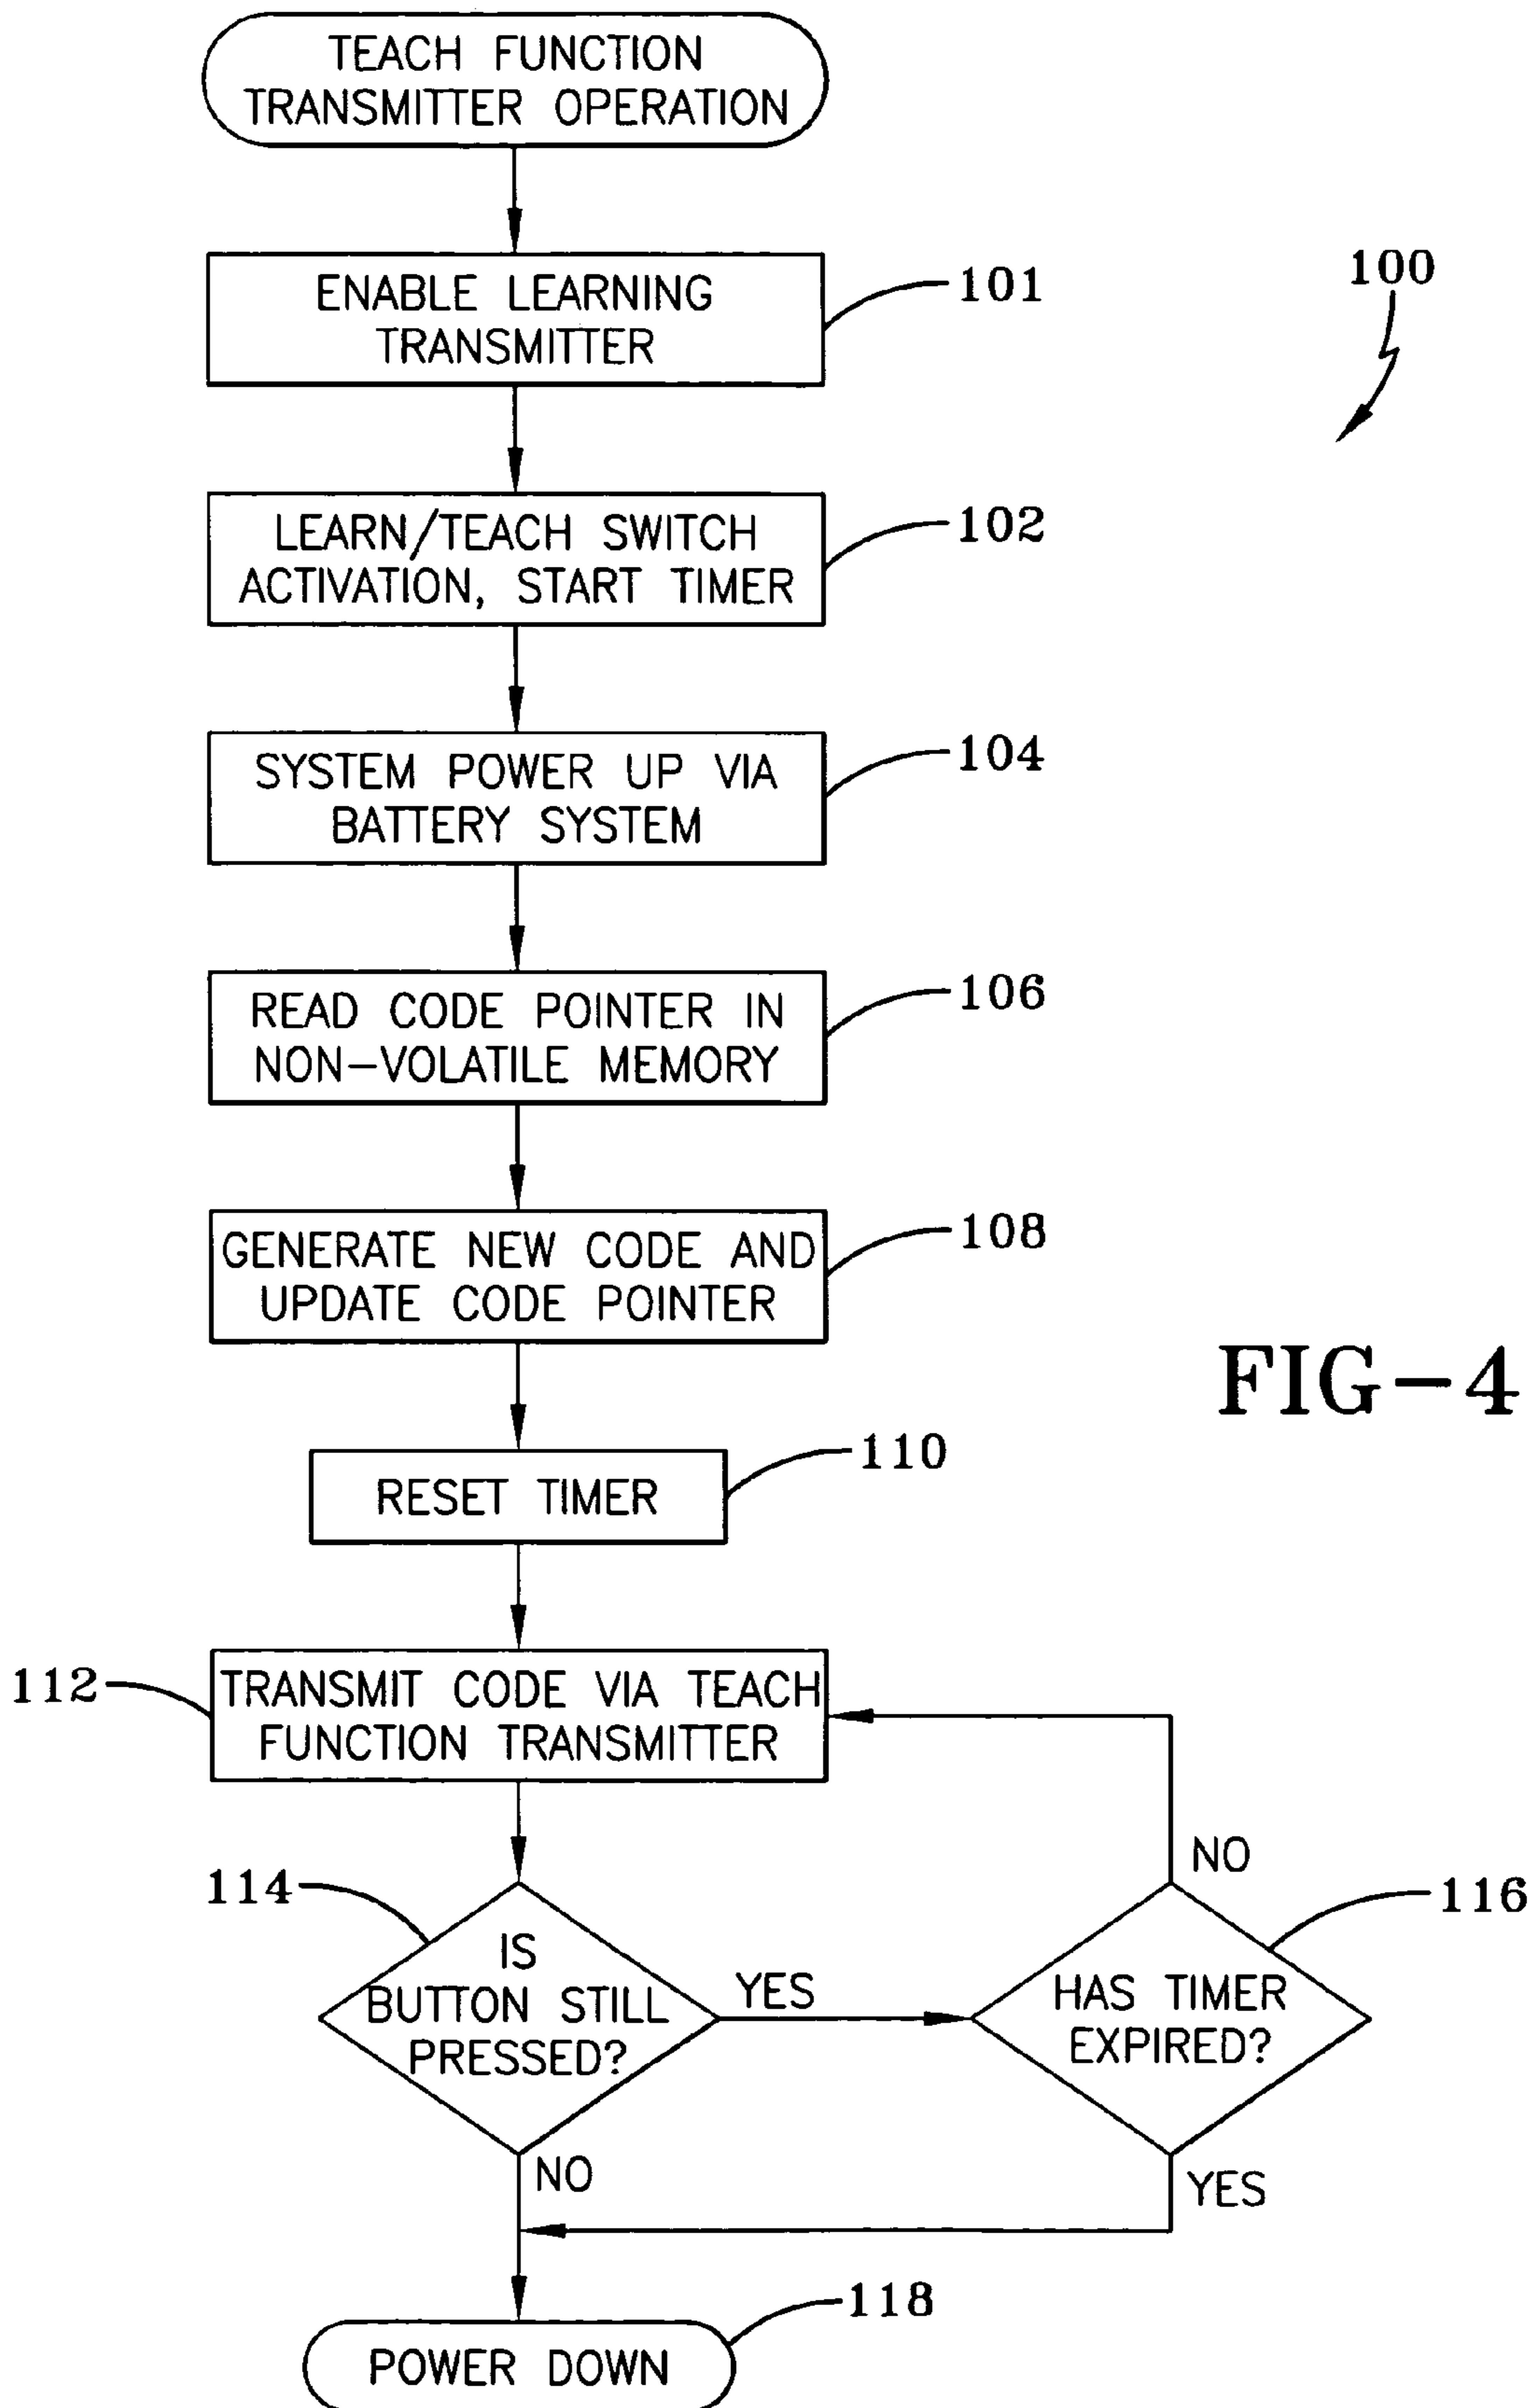 TEACH FUNCTION
TRANSMITTER OPERATION
ENABLE LEARNING
TRANSMITTER
101
100
LEARN/TEACH SWITCH
ACTIVATION, START TIMER
102
SYSTEM POWER UP VIA
BATTERY SYSTEM
104
READ CODE POINTER IN
NON-VOLATILE MEMORY
106
GENERATE NEW CODE AND
UPDATE CODE POINTER
108
FIG-4
RESET TIMER
110
112
TRANSMIT CODE VIA TEACH
FUNCTION TRANSMITTER
NO
114
116
IS
BUTTON STILL
PRESSED?
YES
HAS TIMER
EXPIRED?
NO
YES
118
POWER DOWN